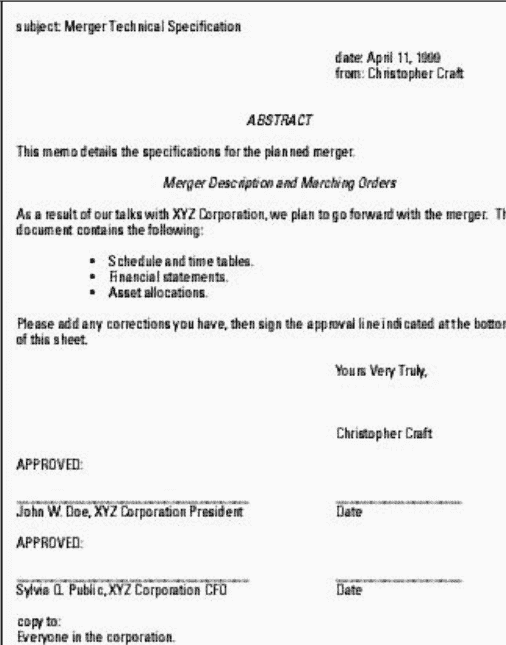 subject: Merger Technical Specification
date: April 11, 1999
from: Christopher Craft
ABSTRACT
This memo details the specifications for the planned merger.
Merger Description and Marching Orders
As a result of our talks with XYZ Corporation, we plan to go forward with the merger.
document contains the following:
• Schedule and time tables.
• Financial statements.
• Asset allocations.
Please add any corrections you have, then sign the approval line indicated at the
of this sheet.
Yours Very Truly,
Christopher Craft
APPROVED:
John W. Doe, XYZ Corporation President
Date
APPROVED:
Sylvia Q. Public, XYZ Corporation CFO
Date
copy to:
Everyone in the corporation.